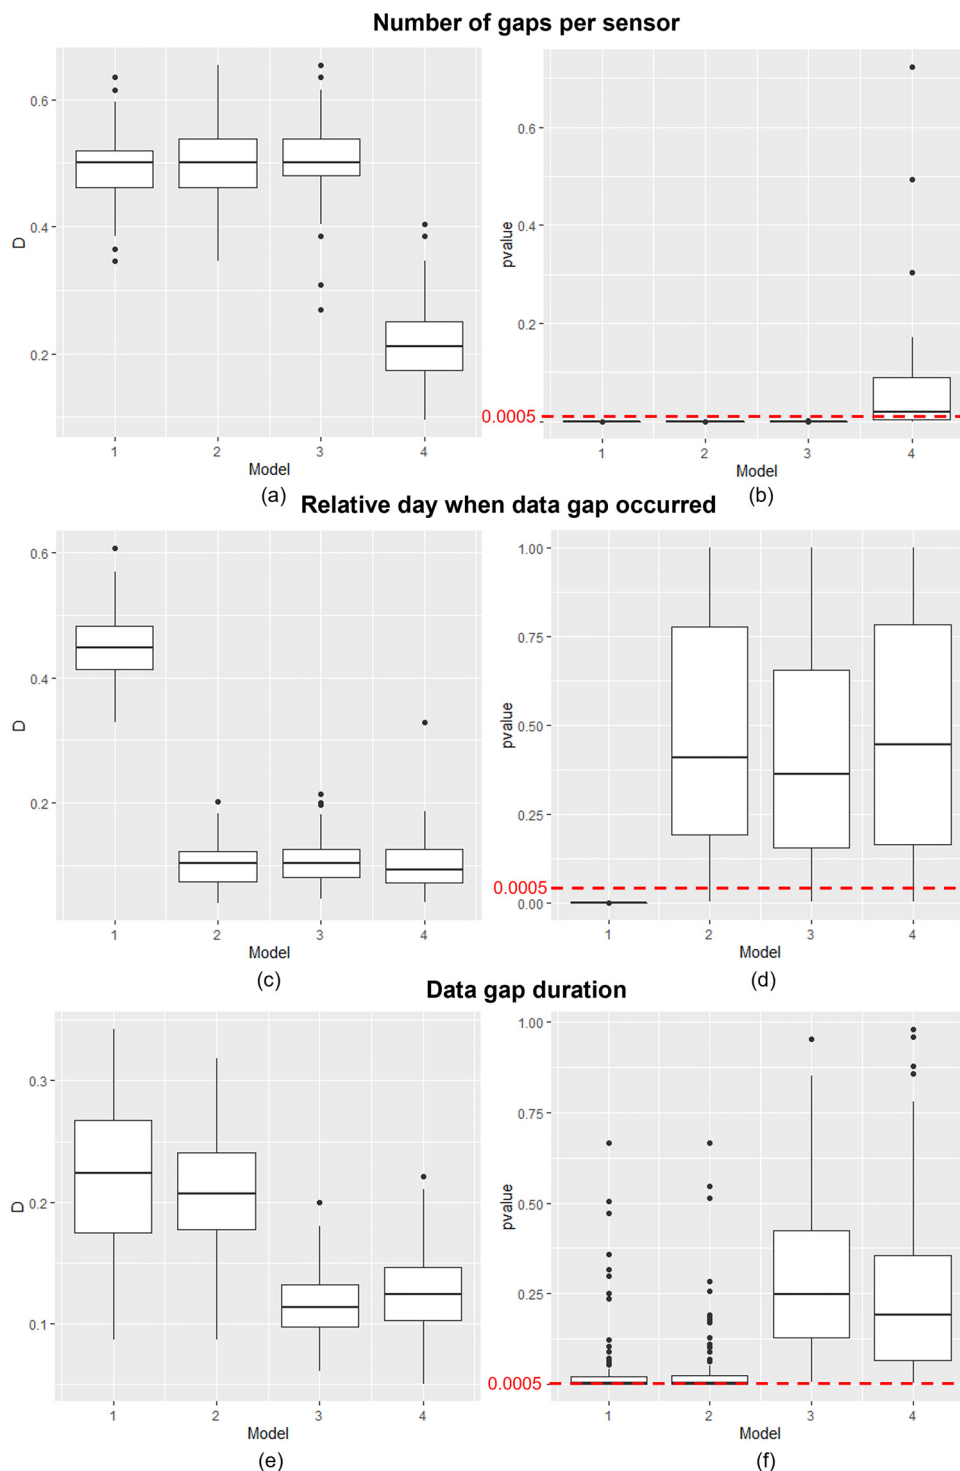 Number of gaps per sensor
0.6
0.4
0.2
D
1 2 3 4
Model
(a)
0.6
0.4
0.2
0.0005
0.0
pvalue
1 2 3 4
Model
(b)
Relative day when data gap occurred
0.6
0.4
0.2
D
1 2 3 4
Model
(c)
1.00
0.75
0.50
0.25
0.0005
0.00
pvalue
1 2 3 4
Model
(d)
Data gap duration
0.3
0.2
0.1
D
1 2 3 4
Model
(e)
1.00
0.75
0.50
0.25
0.0005
pvalue
1 2 3 4
Model
(f)